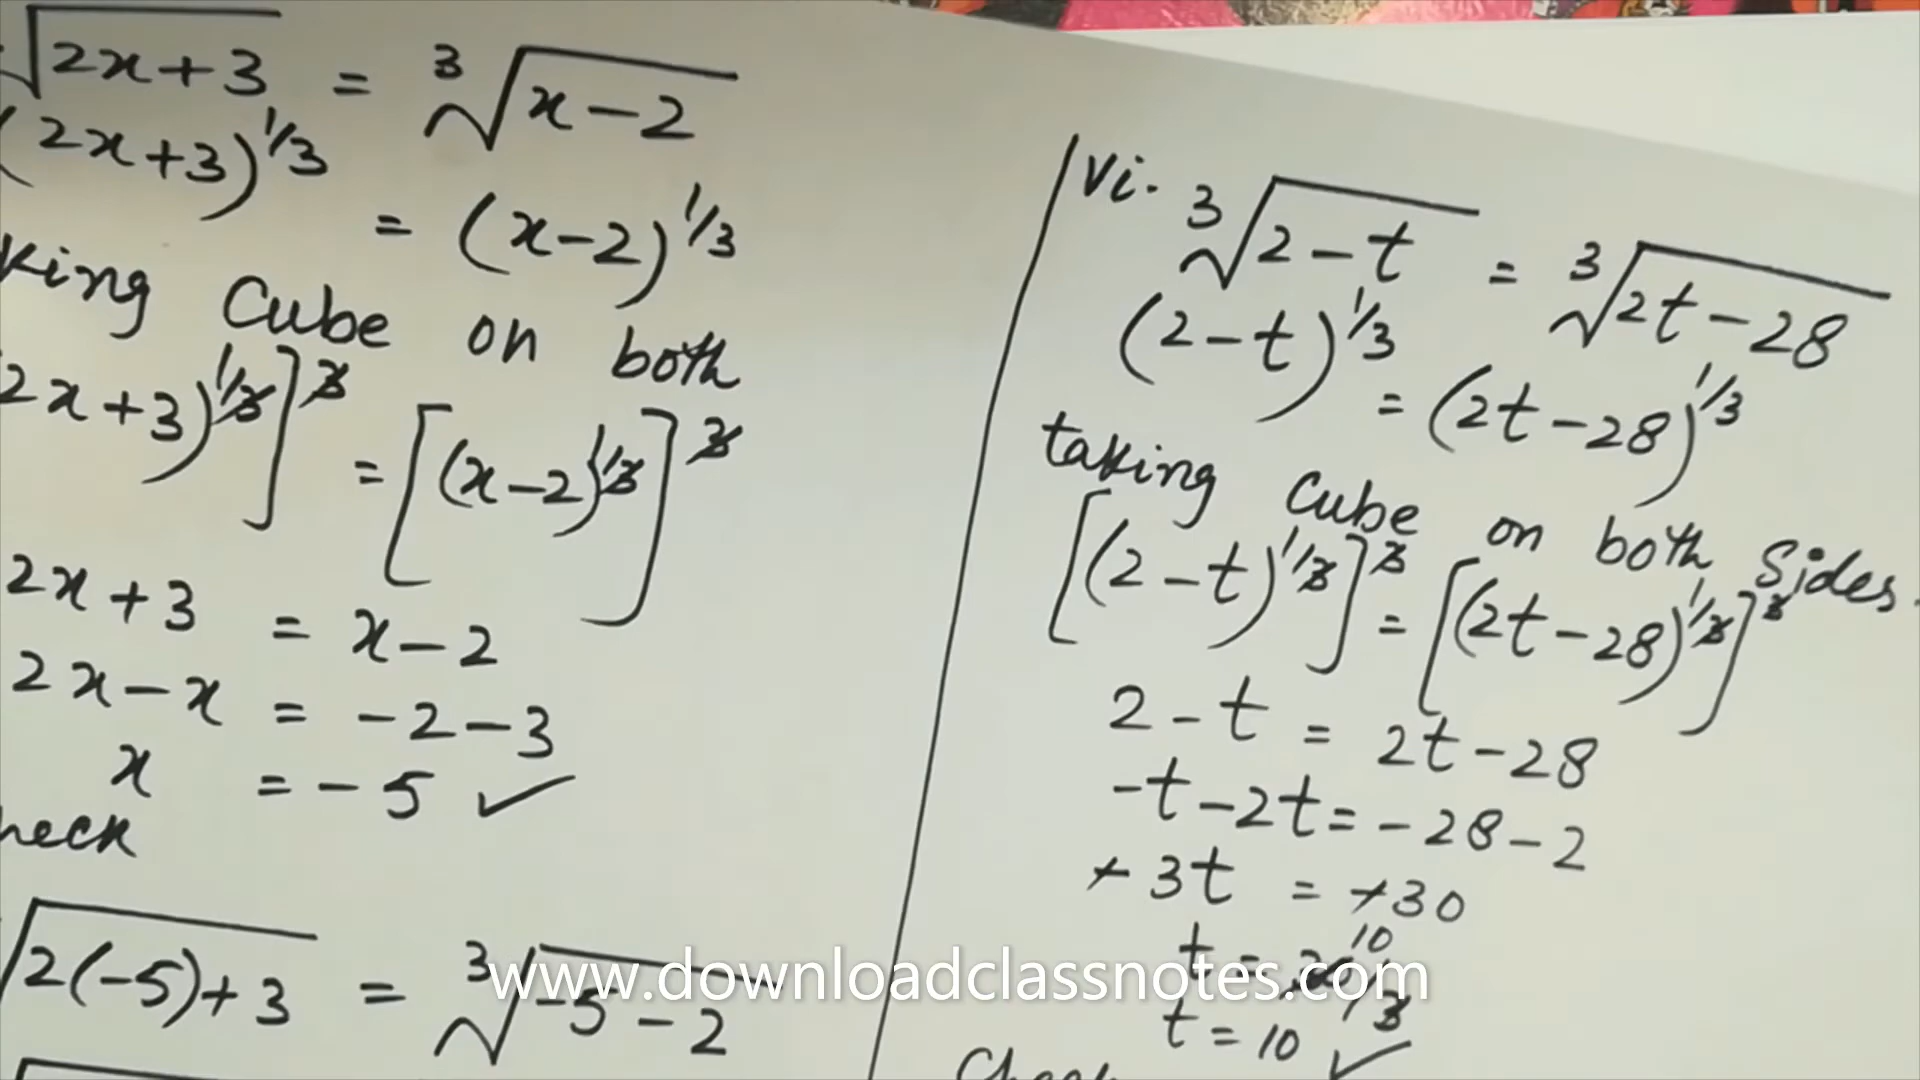 √2x+3 = ³√x-2
(2x+3)^1/3 = (x-2)^1/3
king Cube on both
2x+3)^1/3]^3 = [(x-2)^1/3]^3
2x+3 = x-2
2x-x = -2-3
x = -5 ✓
heck
√2(-5)+3 = ³√-5-2
vi. ³√2-t = ³√2t-28
(2-t)^1/3 = (2t-28)^1/3
taking Cube on both Sides.
[(2-t)^1/3]^3 = [(2t-28)^1/3]^3
2-t = 2t-28
-t-2t = -28-2
-3t = -30
t = 30/3 10
t = 10 ✓
Check
www.downloadclassnotes.com